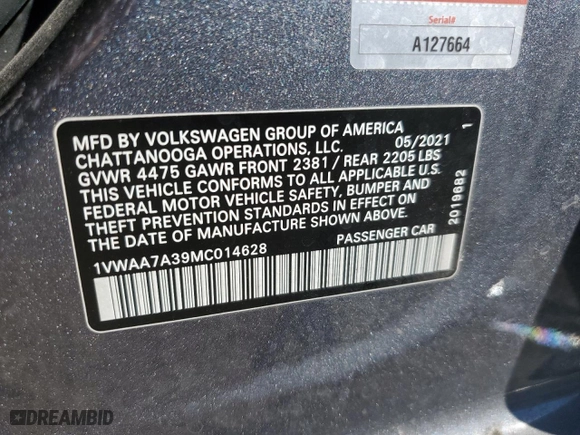 Serial#
A127664
MFD BY VOLKSWAGEN GROUP OF AMERICA
CHATTANOOGA OPERATIONS, LLC. 05/2021 1
GVWR 4475 GAWR FRONT 2381 / REAR 2205 LBS
THIS VEHICLE CONFORMS TO ALL APPLICABLE U.S.
FEDERAL MOTOR VEHICLE SAFETY, BUMPER AND
THEFT PREVENTION STANDARDS IN EFFECT ON
THE DATE OF MANUFACTURE SHOWN ABOVE.
2019682
1VWAA7A39MC014628 PASSENGER CAR
DREAMBID